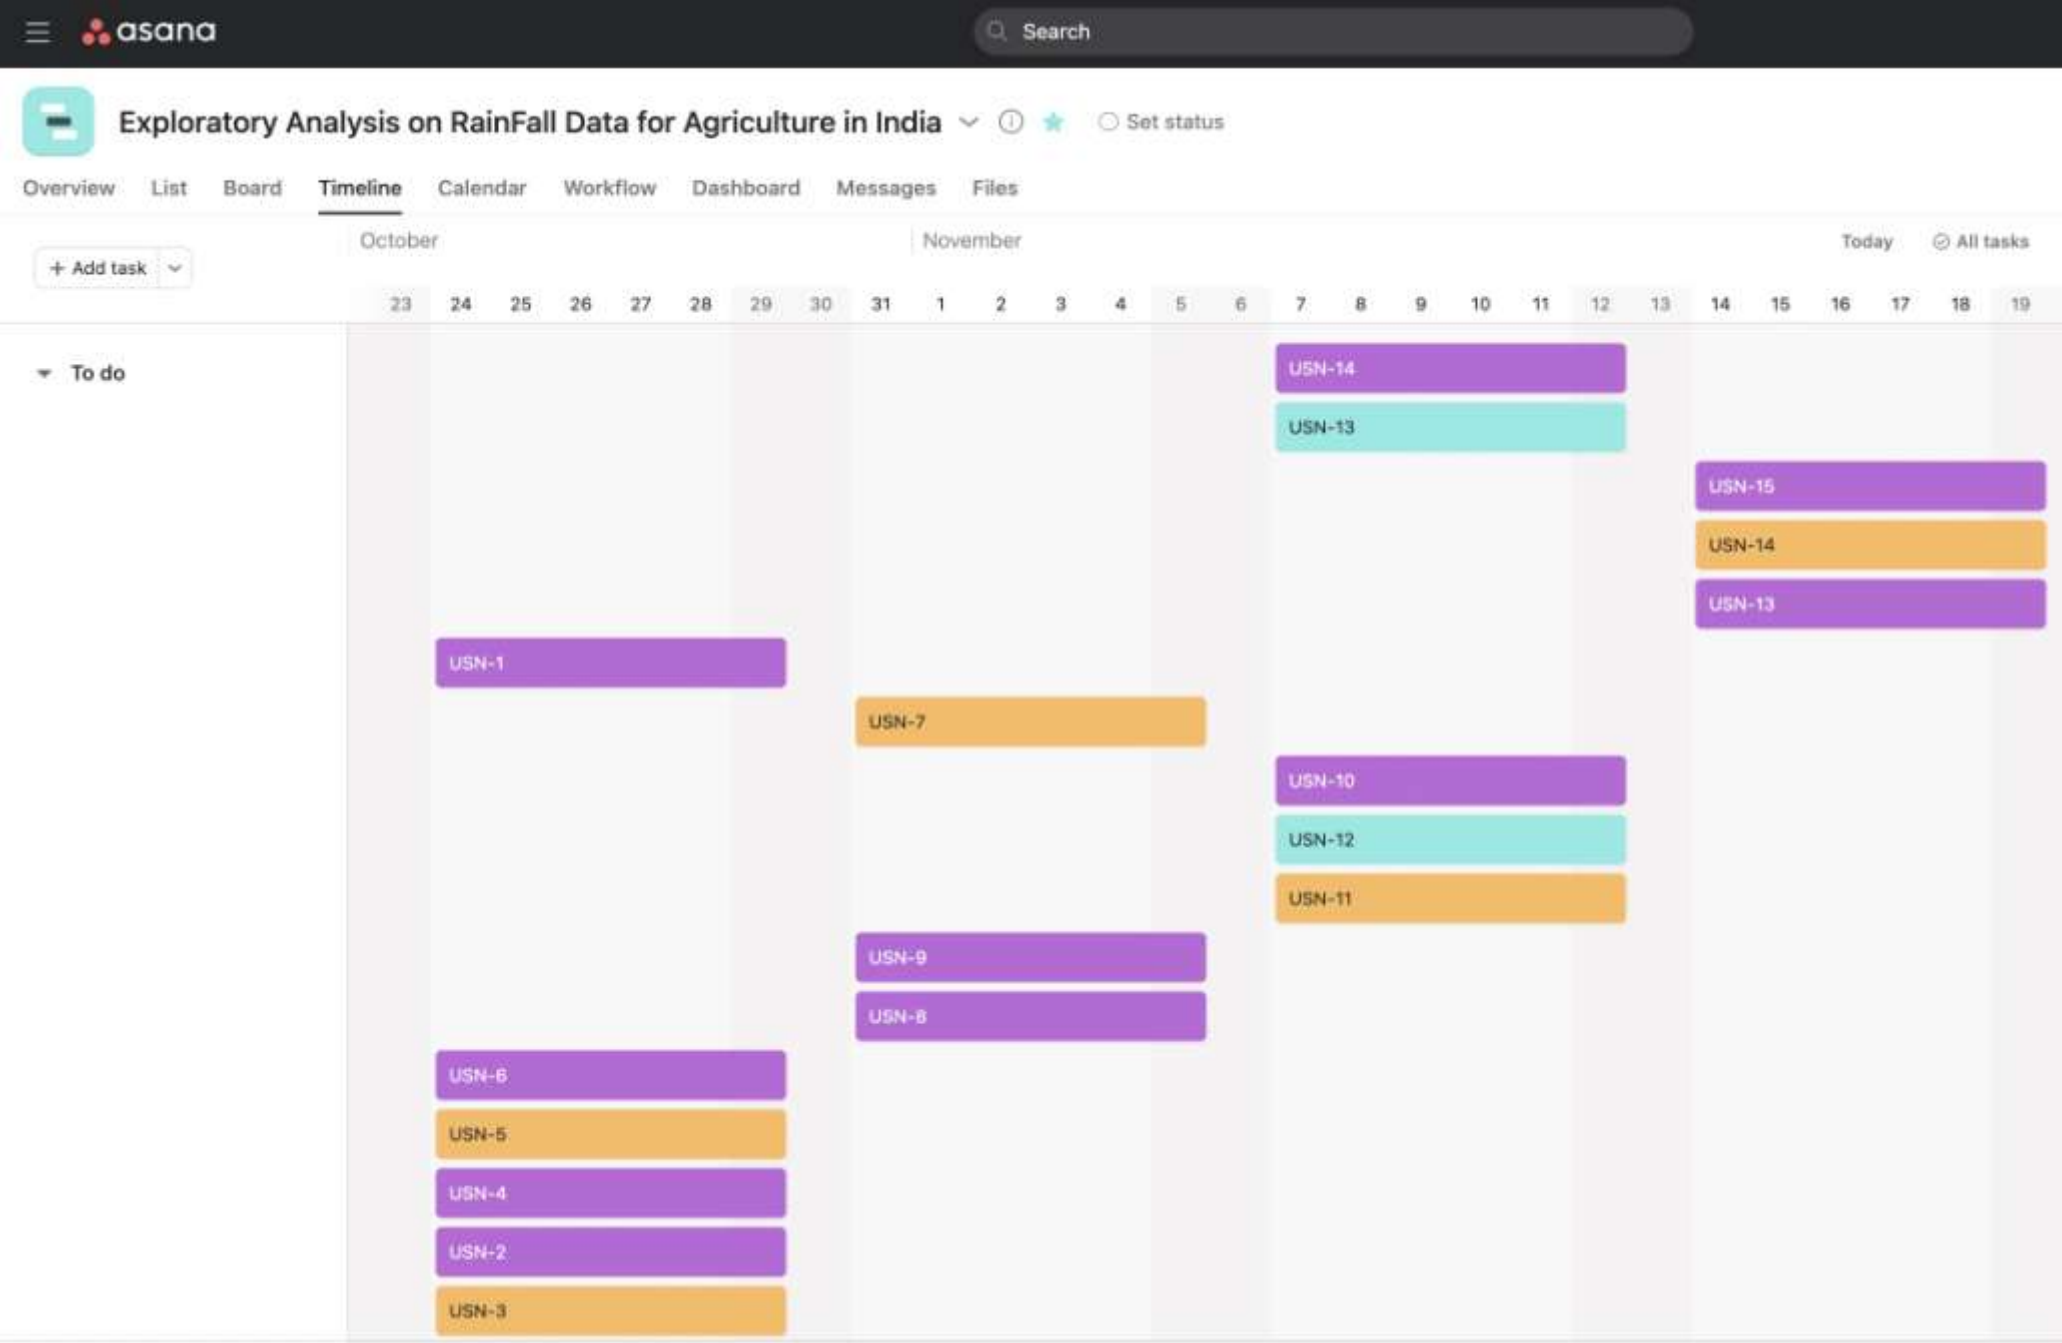 asana
Search
Exploratory Analysis on RainFall Data for Agriculture in India
Set status
Overview List Board Timeline Calendar Workflow Dashboard Messages Files
October November Today All tasks
+ Add task
23 24 25 26 27 28 29 30 31 1 2 3 4 5 6 7 8 9 10 11 12 13 14 15 16 17 18 19
To do
USN-14
USN-13
USN-15
USN-14
USN-13
USN-1
USN-7
USN-10
USN-12
USN-11
USN-9
USN-8
USN-6
USN-5
USN-4
USN-2
USN-3